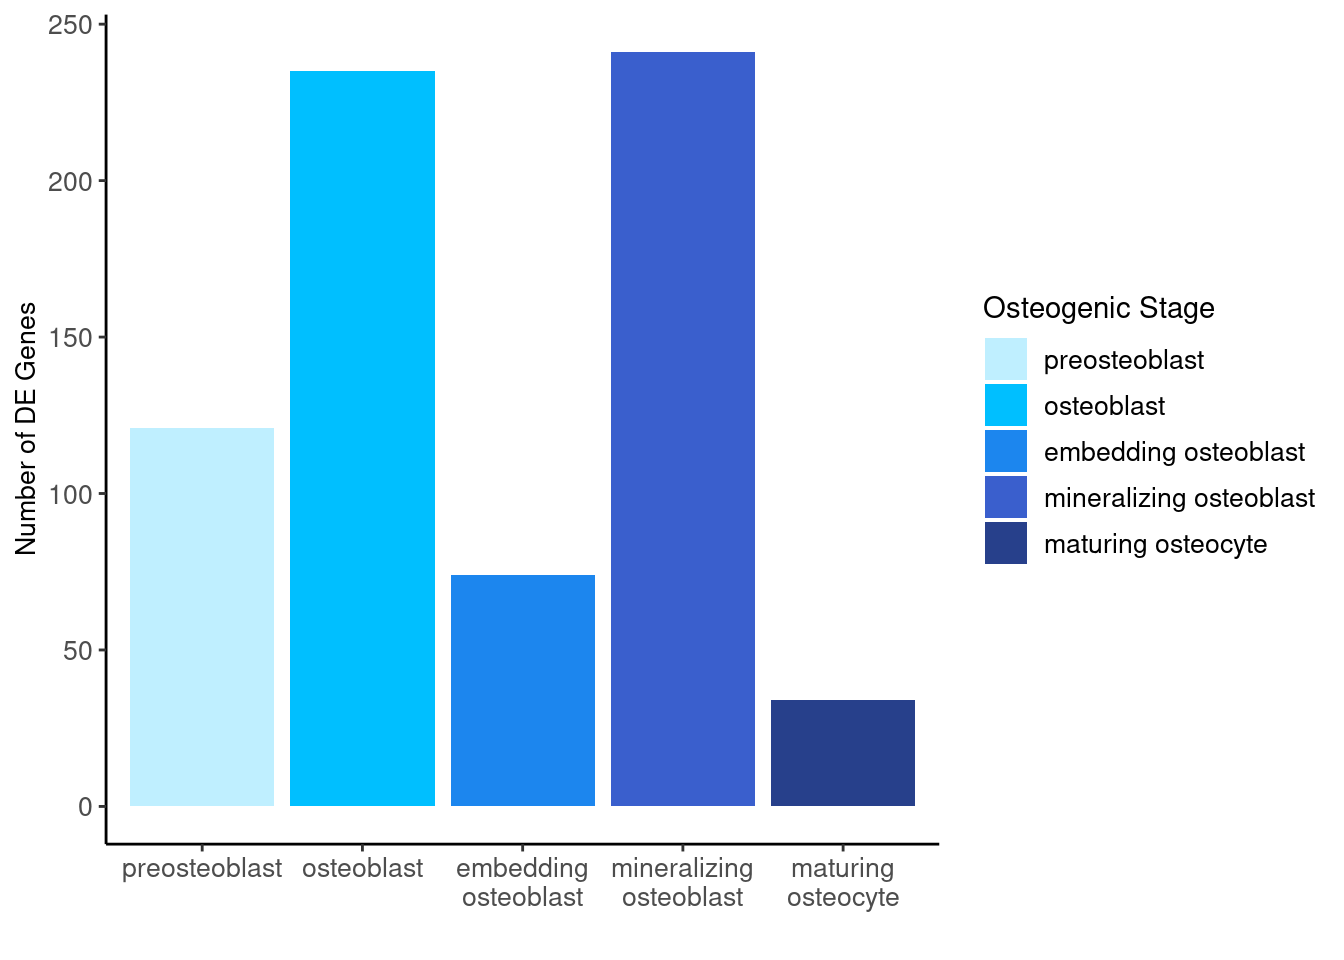 250
200
150
100
50
0
Number of DE Genes
preosteoblast
osteoblast
embedding
osteoblast
mineralizing
osteoblast
maturing
osteocyte
Osteogenic Stage
preosteoblast
osteoblast
embedding osteoblast
mineralizing osteoblast
maturing osteocyte